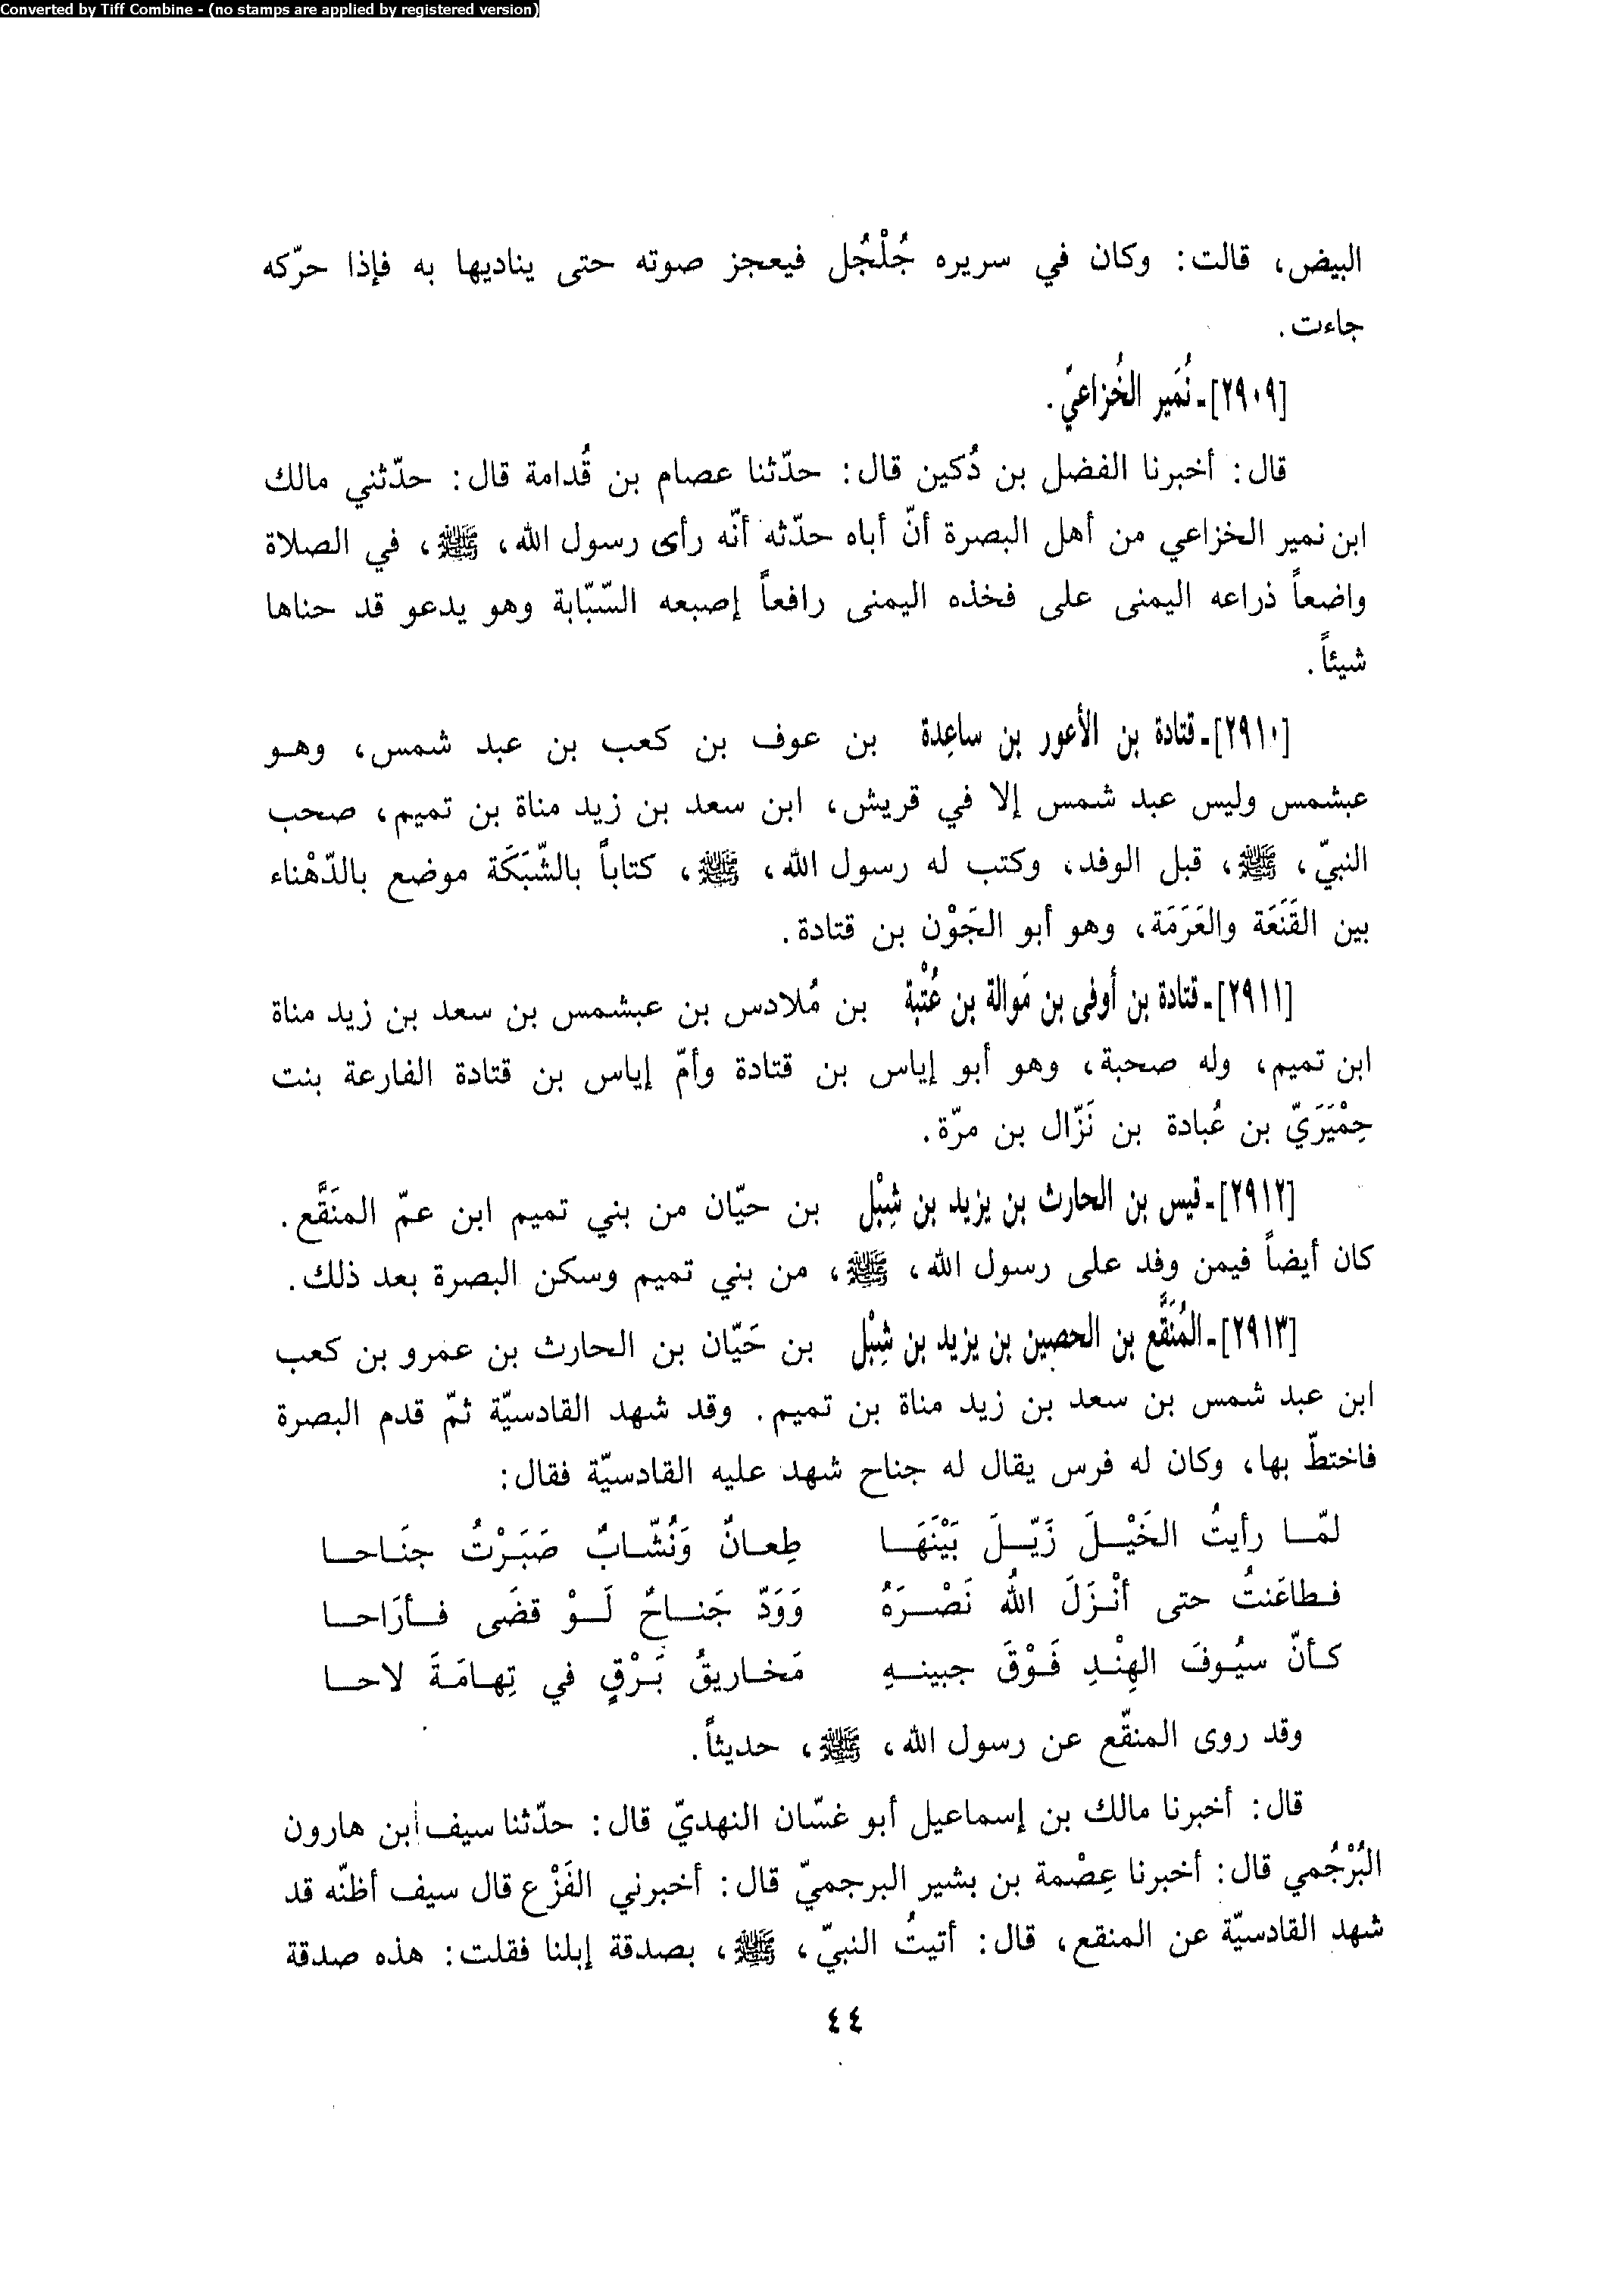 Converted by Tiff Combine - (no stamps are applied by registered version)
البيض، قالت: وكان في سريره جُلْجُل فيعجز صوته حتى يناديها به فإذا حرّكه
جاءت.
[٢٩٠٩]ـ نُمَير الخُزاعيّ.
قال: أخبرنا الفضل بن دُكين قال: حدّثنا عصام بن قُدامة قال: حدّثني مالك
ابن نمير الخزاعي من أهل البصرة أنّ أباه حدّثه أنّه رأى رسول الله، ﷺ، في الصلاة
واضعاً ذراعه اليمنى على فخذه اليمنى رافعاً إصبعه السّبّابة وهو يدعو قد حناها
شيئاً.
[٢٩١٠]ـ قتادة بن الأعور بن ساعِدة بن عوف بن كعب بن عبد شمس، وهو
عبشمس وليس عبد شمس إلا في قريش، ابن سعد بن زيد مناة بن تميم، صحب
النبيّ، ﷺ، قبل الوفد، وكتب له رسول الله، ﷺ، كتاباً بالشّبَكَة موضع بالدّهْناء
بين القَنَعَة والعَرَمَة، وهو أبو الجَوْن بن قتادة.
[٢٩١١]ـ قتادة بن أوفى بن مَوالة بن عُتْبة بن مُلادس بن عبشمس بن سعد بن زيد مناة
ابن تميم، وله صحبة، وهو أبو إياس بن قتادة وأمّ إياس بن قتادة الفارعة بنت
حِمْيَرَيّ بن عُبادة بن نَزّال بن مرّة.
[٢٩١٢]ـ قيس بن الحارث بن يزيد بن شِبْل بن حيّان من بني تميم ابن عمّ المنَقَّع.
كان أيضاً فيمن وفد على رسول الله، ﷺ، من بني تميم وسكن البصرة بعد ذلك.
[٢٩١٣]ـ المُنَقَّع بن الحصين بن يزيد بن شِبْل بن حَيّان بن الحارث بن عمرو بن كعب
ابن عبد شمس بن سعد بن زيد مناة بن تميم. وقد شهد القادسيّة ثمّ قدم البصرة
فاختطّ بها، وكان له فرس يقال له جناح شهد عليه القادسيّة فقال:
لمّا رأيتُ الخَيْلَ زَيّلَ بَيْنَهَا طِعانٌ وَنُشّابٌ صَبَرْتُ جنَاحا
فطاعَنتُ حتى أنْزَلَ اللهُ نَصْرَهُ وَوَدّ جَناحٌ لَوْ قضَى فأرَاحا
كأنّ سيُوفَ الهِنْدِ فَوْقَ جبينهِ مَخاريقُ بَرْقٍ في تِهامَةَ لاحا
وقد روى المنقّع عن رسول الله، ﷺ، حديثاً.
قال: أخبرنا مالك بن إسماعيل أبو غسّان النهديّ قال: حدّثنا سيف ابن هارون
البُرْجُمي قال: أخبرنا عِصْمة بن بشير البرجميّ قال: أخبرني الفَزْع قال سيف أظنّه قد
شهد القادسيّة عن المنقع، قال: أتيتُ النبيّ، ﷺ، بصدقة إبلنا فقلت: هذه صدقة
٤٤